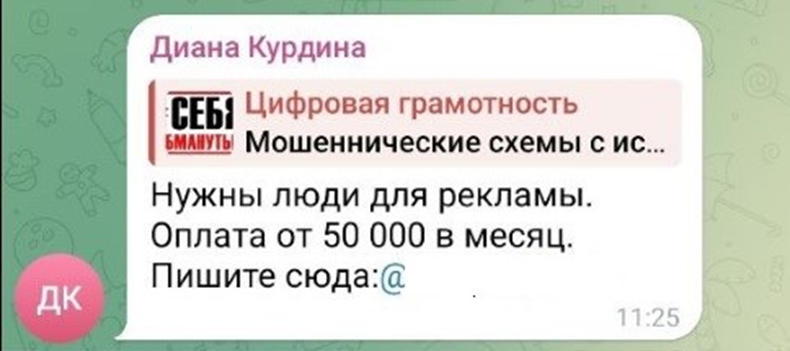 Диана Курдина
СЕБЯ
БМАНУТЫ
Цифровая грамотность
Мошеннические схемы с ис...
Нужны люди для рекламы.
Оплата от 50 000 в месяц.
Пишите сюда:@
ДК
11:25